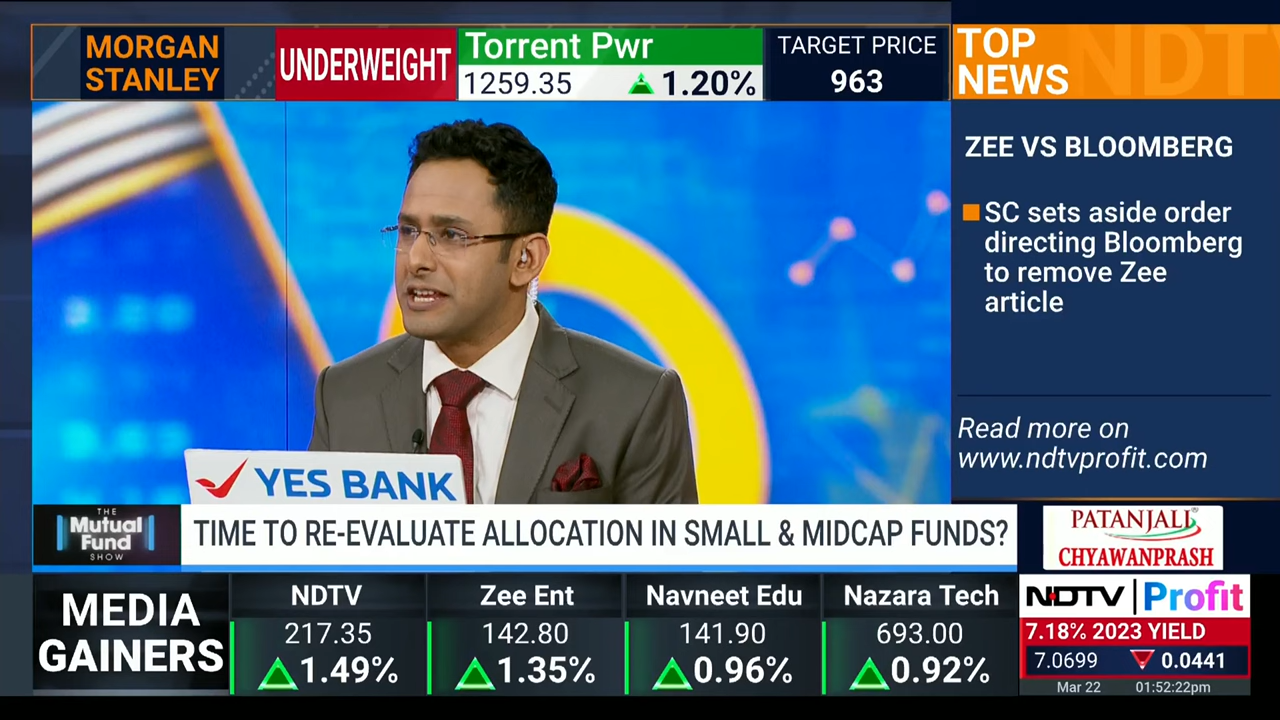 MORGAN
STANLEY
UNDERWEIGHT
Torrent Pwr
1259.35 1.20%
TARGET PRICE
963
TOP
NEWS
ZEE VS BLOOMBERG
SC sets aside order
directing Bloomberg
to remove Zee
article
Read more on
www.ndtvprofit.com
YES BANK
THE
Mutual
Fund
SHOW
TIME TO RE-EVALUATE ALLOCATION IN SMALL & MIDCAP FUNDS?
PATANJALI
CHYAWANPRASH
MEDIA
GAINERS
NDTV
217.35
1.49%
Zee Ent
142.80
1.35%
Navneet Edu
141.90
0.96%
Nazara Tech
693.00
0.92%
NDTV Profit
7.18% 2023 YIELD
7.0699 0.0441
Mar 22 01:52:22pm